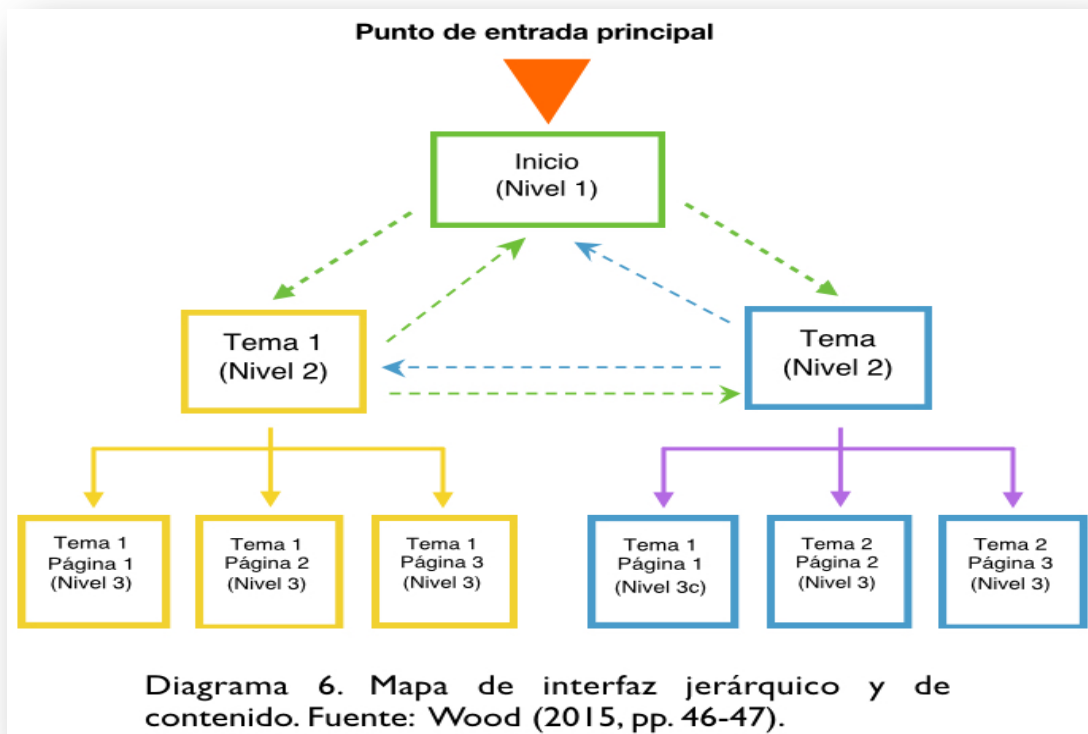 Punto de entrada principal
Inicio
(Nivel 1)
Tema 1
(Nivel 2)
Tema
(Nivel 2)
Tema 1
Página 1
(Nivel 3)
Tema 1
Página 2
(Nivel 3)
Tema 1
Página 3
(Nivel 3)
Tema 1
Página 1
(Nivel 3c)
Tema 2
Página 2
(Nivel 3)
Tema 2
Página 3
(Nivel 3)
Diagrama 6. Mapa de interfaz jerárquico y de
contenido. Fuente: Wood (2015, pp. 46-47).